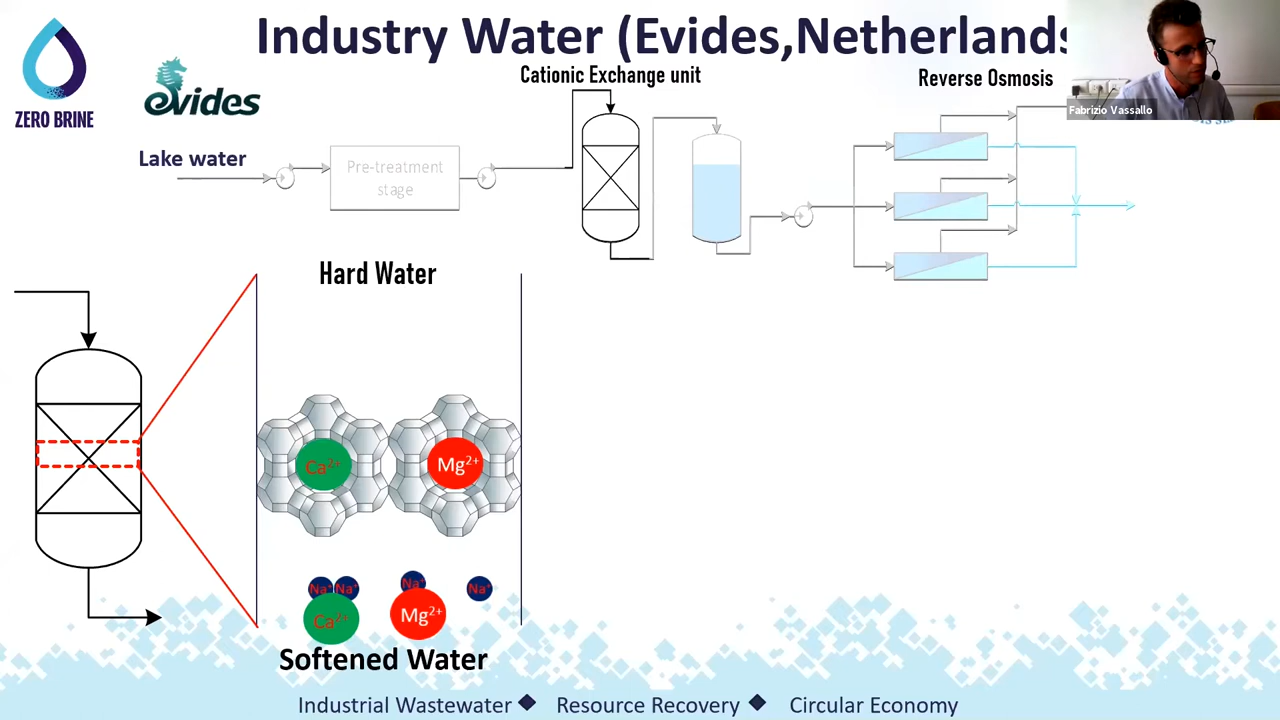 Industry Water (Evides,Netherlands
ZERO BRINE
evides
Cationic Exchange unit
Reverse Osmosis
Fabrizio Vassallo
Lake water
Pre-treatment
stage
Hard Water
Ca²⁺
Mg²⁺
Na⁺ Na⁺ Na⁺ Na⁺
Ca²⁺ Mg²⁺
Softened Water
Industrial Wastewater ◆ Resource Recovery ◆ Circular Economy